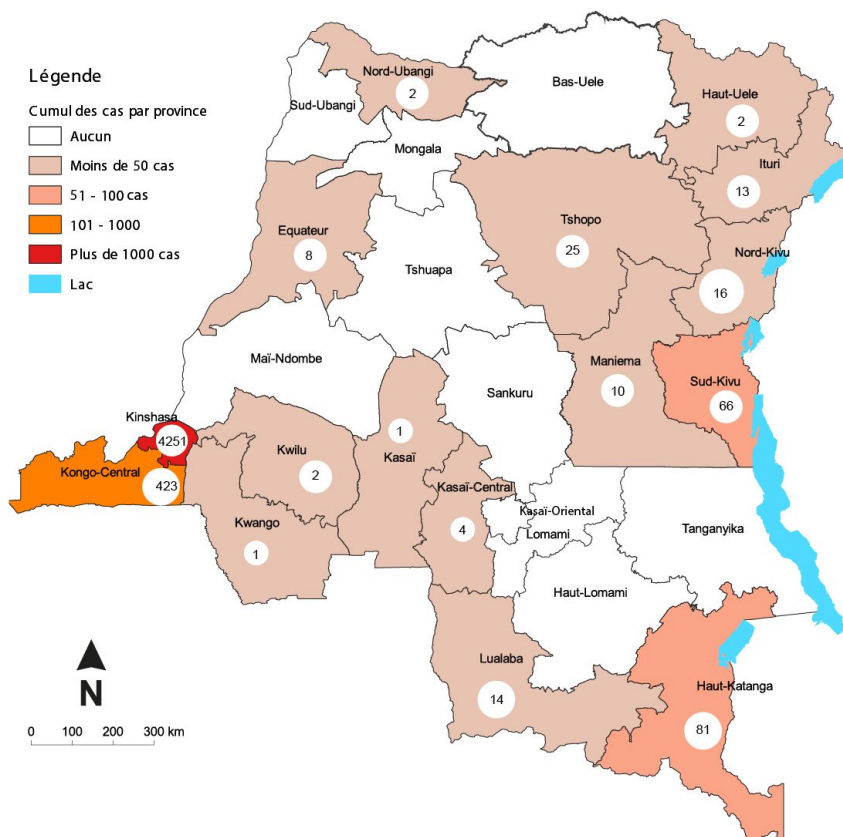 Légende
Cumul des cas par province
Aucun
Moins de 50 cas
51 - 100 cas
101 - 1000
Plus de 1000 cas
Lac
Nord-Ubangi
2
Sud-Ubangi
Bas-Uele
Haut-Uele
2
Mongala
Ituri
13
Equateur
8
Tshopo
25
Tshuapa
Nord-Kivu
16
Maï-Ndombe
Maniema
10
Sankuru
Sud-Kivu
66
Kinshasa
4251
Kongo-Central
423
Kwilu
2
1
Kasaï
Kwango
1
Kasaï-Central
4
Kasaï-Oriental
Lomami
Tanganyika
Haut-Lomami
Lualaba
14
Haut-Katanga
81
N
0 100 200 300 km